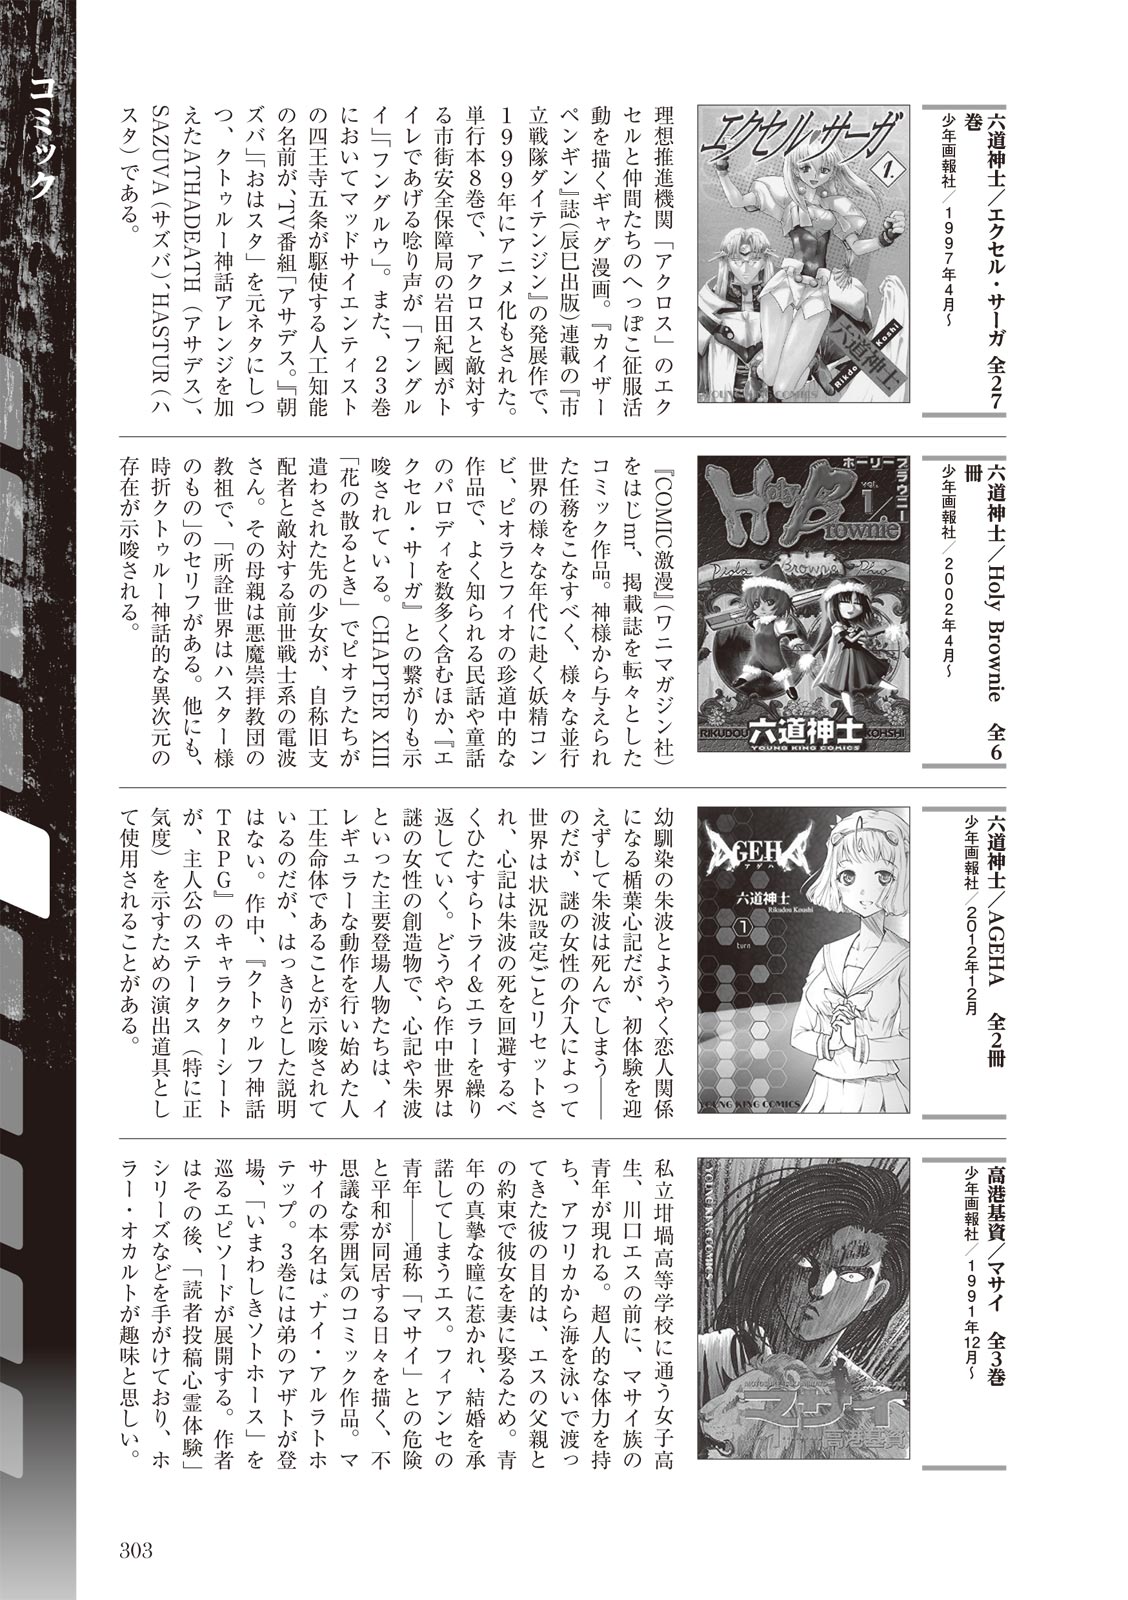 コミック
六道神士／エクセル・サーガ 全27
巻
少年画報社／1997年4月～
エクセル・サーガ
1.
Koshi
六道神士
Rikdo
YOUNG KING COMICS
理想推進機関「アクロス」のエク
セルと仲間たちのへっぽこ征服活
動を描くギャグ漫画。『カイザー
ペンギン』誌（辰巳出版）連載の『市
立戦隊ダイテンジン』の発展作で、
1999年にアニメ化もされた。
単行本8巻で、アクロスと敵対す
る市街安全保障局の岩田紀國がト
イレであげる唸り声が「フングル
イ」「フングルウ」。また、23巻
においてマッドサイエンティスト
の四王寺五条が駆使する人工知能
の名前が、TV番組「アサデス。」「朝
ズバ」「おはスタ」を元ネタにしつ
つ、クトゥルー神話アレンジを加
えたATHADEATH（アサデス）、
SAZUVA（サズバ）、HASTUR（ハ
スタ）である。
六道神士／Holy Brownie 全6
冊
少年画報社／2002年4月～
ホーリーブラウニー
vol.
1
Holy Brownie
Piola Brownie Phio
六道神士
RIKUDOU KOHSHI
YOUNG KING COMICS
『COMIC激漫』（ワニマガジン社）
をはじmr、掲載誌を転々とした
コミック作品。神様から与えられ
た任務をこなすべく、様々な並行
世界の様々な年代に赴く妖精コン
ビ、ピオラとフィオの珍道中的な
作品で、よく知られる民話や童話
のパロディを数多く含むほか、『エ
クセル・サーガ』との繋がりも示
唆されている。CHAPTER XIII
「花の散るとき」でピオラたちが
遣わされた先の少女が、自称旧支
配者と敵対する前世戦士系の電波
さん。その母親は悪魔崇拝教団の
教祖で、「所詮世界はハスター様
のもの」のセリフがある。他にも、
時折クトゥルー神話的な異次元の
存在が示唆される。
六道神士／AGEHA 全2冊
少年画報社／2012年12月
AGEHA
アゲハ
六道神士
Rikudou Koushi
1
turn
YOUNG KING COMICS
幼馴染の朱波とようやく恋人関係
になる楯葉心記だが、初体験を迎
えずして朱波は死んでしまう――
のだが、謎の女性の介入によって
世界は状況設定ごとリセットさ
れ、心記は朱波の死を回避するべ
くひたすらトライ＆エラーを繰り
返していく。どうやら作中世界は
謎の女性の創造物で、心記や朱波
といった主要登場人物たちは、イ
レギュラーな動作を行い始めた人
工生命体であることが示唆されて
いるのだが、はっきりとした説明
はない。作中、『クトゥルフ神話
TRPG』のキャラクターシート
が、主人公のステータス（特に正
気度）を示すための演出道具とし
て使用されることがある。
高港基資／マサイ 全3巻
少年画報社／1991年12月～
YOUNG KING COMICS
マサイ
1
高港基資
私立坩堝高等学校に通う女子高
生、川口エスの前に、マサイ族の
青年が現れる。超人的な体力を持
ち、アフリカから海を泳いで渡っ
てきた彼の目的は、エスの父親と
の約束で彼女を妻に娶るため。青
年の真摯な瞳に惹かれ、結婚を承
諾してしまうエス。フィアンセの
青年――通称「マサイ」との危険
と平和が同居する日々を描く、不
思議な雰囲気のコミック作品。マ
サイの本名は〝ナイ・アルラトホ
テップ〟。3巻には弟のアザトが登
場、「いまわしきソトホース」を
巡るエピソードが展開する。作者
はその後、「読者投稿心霊体験」
シリーズなどを手がけており、ホ
ラー・オカルトが趣味と思しい。
303